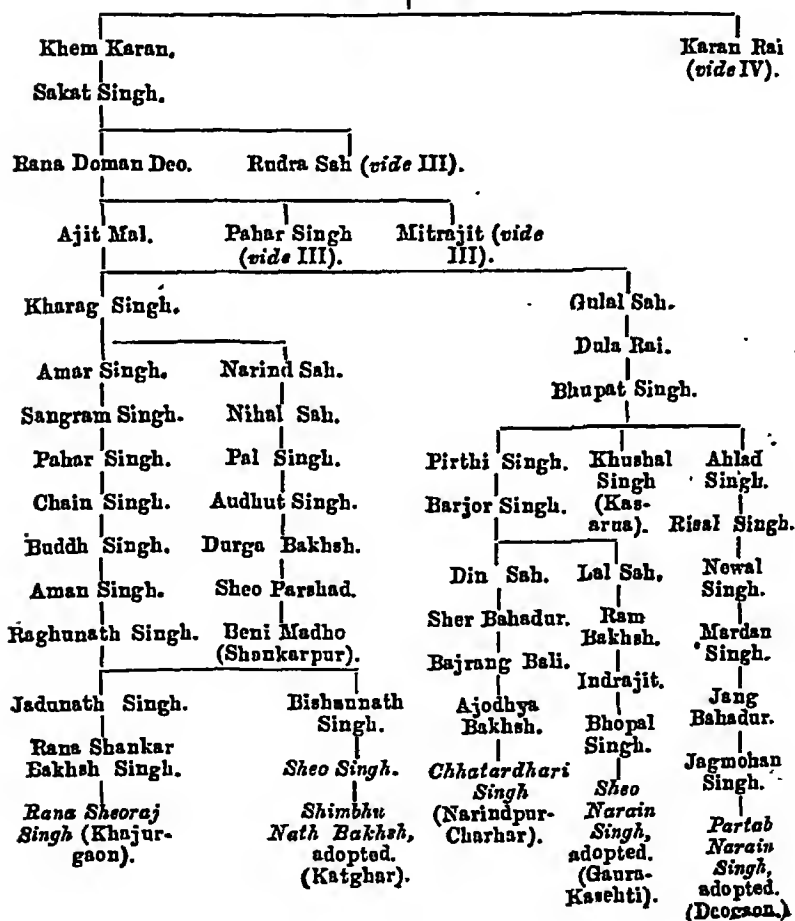 Khem Karan.
Karan Rai
(vide IV).
Sakat Singh.
Rana Doman Deo.
Rudra Sah (vide III).
Ajit Mal.
Pahar Singh
(vide III).
Mitrajit (vide
III).
Kharag Singh.
Gulal Sah.
Dula Rai.
Bhupat Singh.
Amar Singh.
Sangram Singh.
Pahar Singh.
Chain Singh.
Buddh Singh.
Aman Singh.
Raghunath Singh.
Narind Sah.
Nihal Sah.
Pal Singh.
Audhut Singh.
Durga Bakhsh.
Sheo Parshad.
Beni Madho
(Shankarpur).
Jadunath Singh.
Rana Shankar
Bakhsh Singh.
Rana Sheoraj
Singh (Khajur-
gaon).
Bishannath
Singh.
Sheo Singh.
Shimbhu
Nath Bakhsh,
adopted.
(Katghar).
Pirthi Singh.
Barjor Singh.
Din Sah.
Sher Bahadur.
Bajrang Bali.
Ajodhya
Bakhsh.
Chhatardhari
Singh
(Narindpur-
Charhar).
Lal Sah.
Ram
Bakhsh.
Indrajit.
Bhopal
Singh.
Sheo
Narain
Singh,
adopted.
(Gaura-
Kasehti).
Khushal
Singh
(Kas-
arua).
Ahlad
Singh.
Risal Singh.
Newal
Singh.
Mardan
Singh.
Jang
Bahadur.
Jagmohan
Singh.
Partab
Narain
Singh,
adopted.
(Deogaon.)